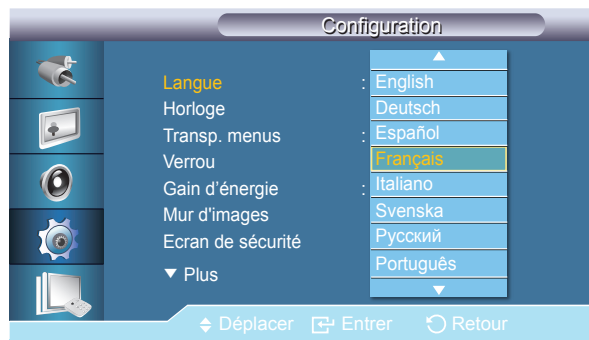 Configuration
Langue : English
Horloge Deutsch
Transp. menus : Español
Verrou Français
Gain d'énergie : Italiano
Mur d'images Svenska
Ecran de sécurité Русский
▼ Plus Português
Déplacer Entrer Retour